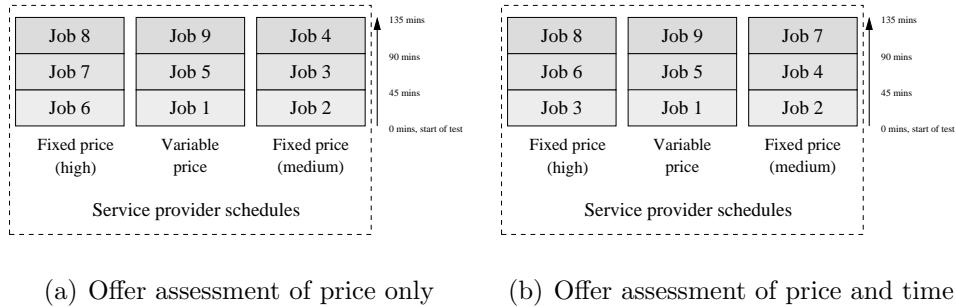 Job 8 Job 9 Job 4
Job 7 Job 5 Job 3
Job 6 Job 1 Job 2
135 mins
90 mins
45 mins
0 mins, start of test
Fixed price (high)
Variable price
Fixed price (medium)
Service provider schedules
(a) Offer assessment of price only
Job 8 Job 9 Job 7
Job 6 Job 5 Job 4
Job 3 Job 1 Job 2
135 mins
90 mins
45 mins
0 mins, start of test
Fixed price (high)
Variable price
Fixed price (medium)
Service provider schedules
(b) Offer assessment of price and time